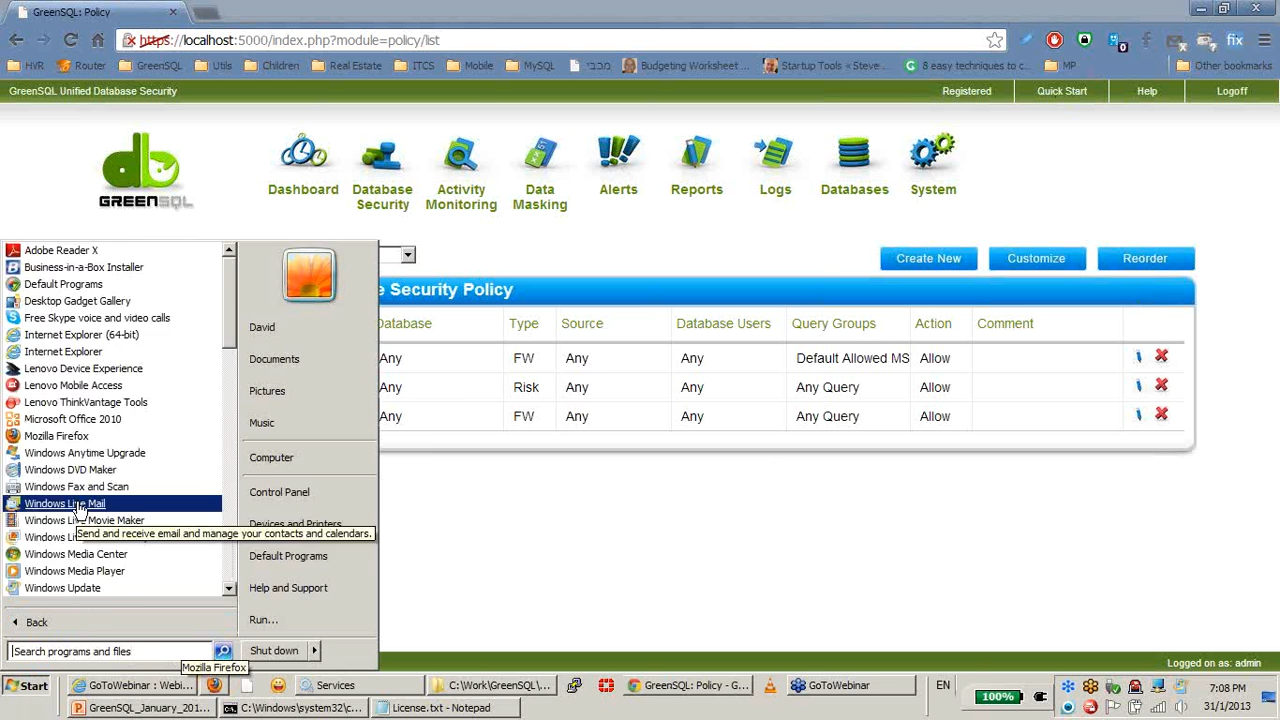 GreenSQL: Policy
https://localhost:5000/index.php?module=policy/list
HVR Router GreenSQL Utils Children Real Estate ITCS Mobile MySQL מכבי Budgeting Worksheet ... Startup Tools « Steve... 8 easy techniques to c... MP Other bookmarks
GreenSQL Unified Database Security Registered Quick Start Help Logoff
GREENSQL
Dashboard Database Security Activity Monitoring Data Masking Alerts Reports Logs Databases System
Create New Customize Reorder
e Security Policy
Database Type Source Database Users Query Groups Action Comment
Any FW Any Any Default Allowed MS Allow
Any Risk Any Any Any Query Allow
Any FW Any Any Any Query Allow
Adobe Reader X
Business-in-a-Box Installer
Default Programs
Desktop Gadget Gallery
Free Skype voice and video calls
Internet Explorer (64-bit)
Internet Explorer
Lenovo Device Experience
Lenovo Mobile Access
Lenovo ThinkVantage Tools
Microsoft Office 2010
Mozilla Firefox
Windows Anytime Upgrade
Windows DVD Maker
Windows Fax and Scan
Windows Live Mail
Windows Live Movie Maker
Send and receive email and manage your contacts and calendars.
Windows Li
Windows Media Center
Windows Media Player
Windows Update
Back
Search programs and files
Mozilla Firefox
David
Documents
Pictures
Music
Computer
Control Panel
Devices and Printers
Default Programs
Help and Support
Run...
Shut down
Logged on as: admin
Start GoToWebinar : Webi... Services C:\Work\GreenSQL\... GreenSQL: Policy - G... GoToWebinar EN 100% 7:08 PM
GreenSQL_January_201... C:\Windows\system32\c... License.txt - Notepad 31/1/2013